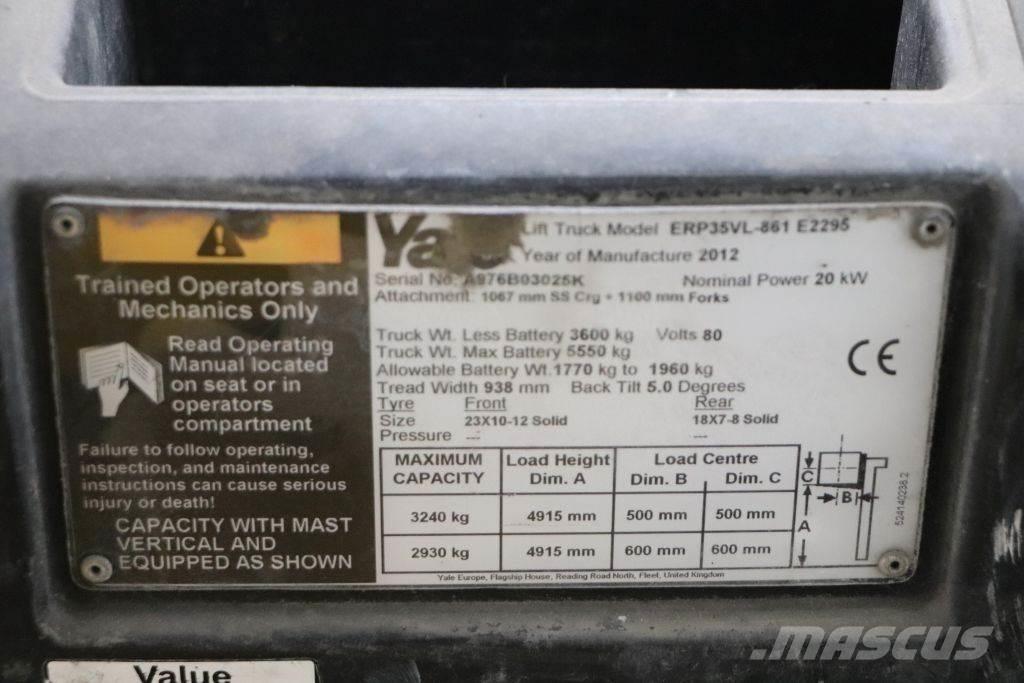 Trained Operators and
Mechanics Only
Read Operating
Manual located
on seat or in
operators
compartment
Failure to follow operating,
inspection, and maintenance
instructions can cause serious
injury or death!
CAPACITY WITH MAST
VERTICAL AND
EQUIPPED AS SHOWN
Lift Truck Model ERP35VL-861 E2295
Year of Manufacture 2012
Serial No: A976B03025K Nominal Power 20 kW
Attachment: 1067 mm SS Crg + 1100 mm Forks
Truck Wt. Less Battery 3600 kg Volts 80
Truck Wt. Max Battery 5550 kg
Allowable Battery Wt. 1770 kg to 1960 kg
Tread Width 938 mm Back Tilt 5.0 Degrees
Tyre Front Rear
Size 23X10-12 Solid 18X7-8 Solid
Pressure --- ---
CE
MAXIMUM CAPACITY Load Height Dim. A Load Centre Dim. B Dim. C
3240 kg 4915 mm 500 mm 500 mm
2930 kg 4915 mm 600 mm 600 mm
C
B
A
524140238.2
Yale Europe, Flagship House, Reading Road North, Fleet, United Kingdom
Value
MASCUS